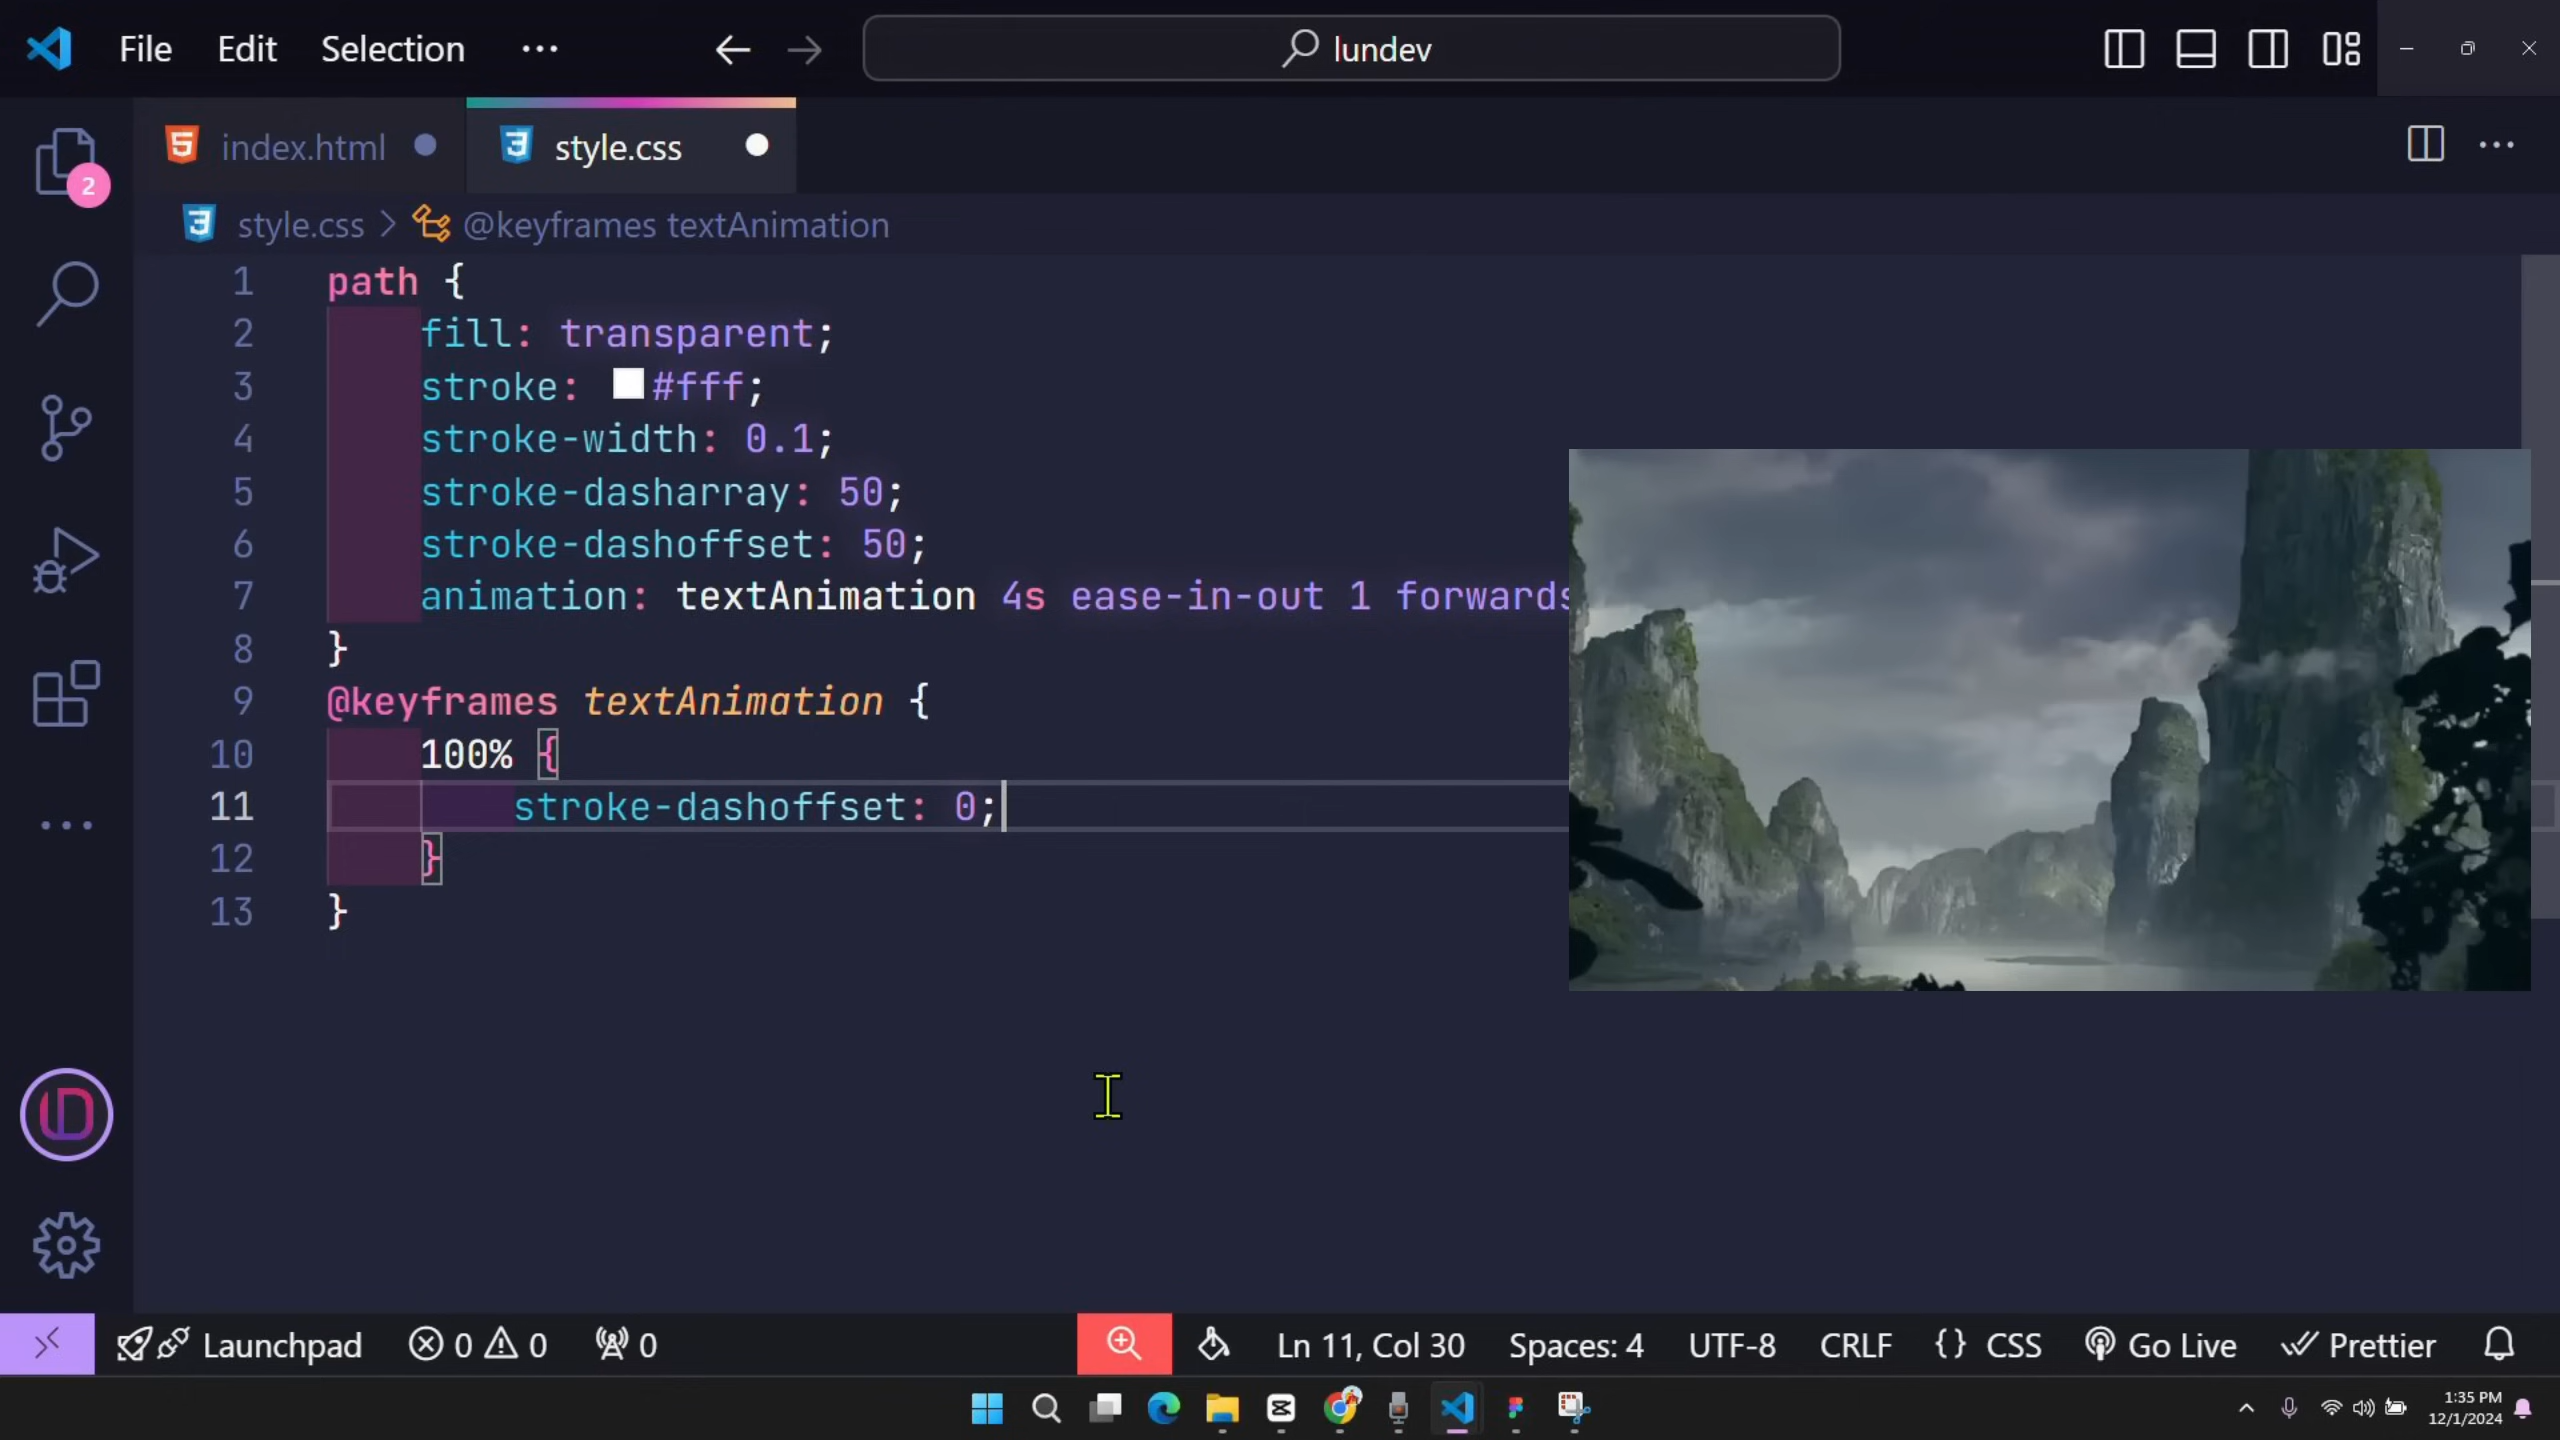 File Edit Selection ··· lundev
index.html style.css
2
style.css > @keyframes textAnimation
1 path {
2 fill: transparent;
3 stroke: #fff;
4 stroke-width: 0.1;
5 stroke-dasharray: 50;
6 stroke-dashoffset: 50;
7 animation: textAnimation 4s ease-in-out 1 forwards
8 }
9 @keyframes textAnimation {
10 100% {
11 stroke-dashoffset: 0;
12 }
13 }
Launchpad 0 0 0 Ln 11, Col 30 Spaces: 4 UTF-8 CRLF {} CSS Go Live Prettier
1:35 PM
12/1/2024